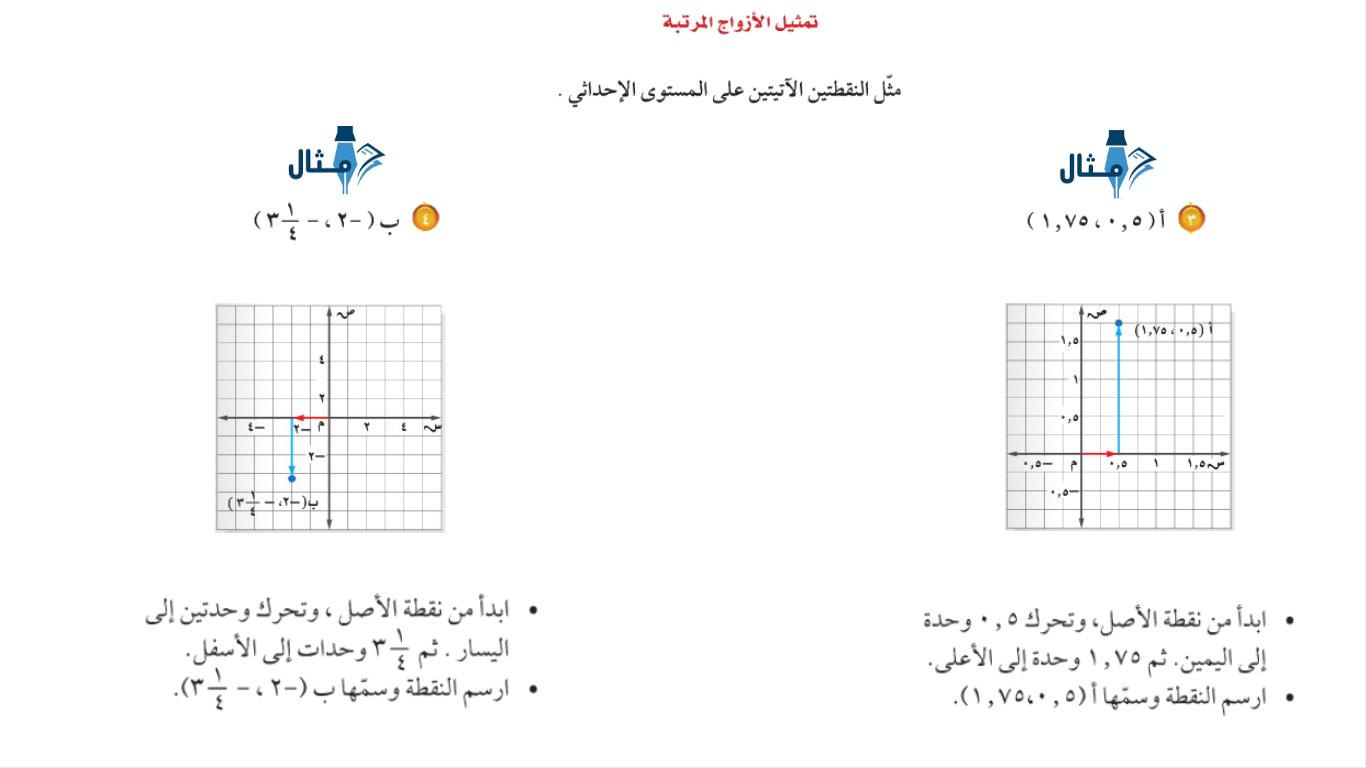 تمثيل الأزواج المرتبة
مثّل النقطتين الآتيتين على المستوى الإحداثي .
مثال
٣ أ (٠,٥ ، ١,٧٥)
ص
أ (٠,٥ ، ١,٧٥)
١,٥
١
٠,٥
−٠,٥ م ٠,٥ ١ ١,٥ س
−٠,٥
ابدأ من نقطة الأصل، وتحرك ٠,٥ وحدة
إلى اليمين. ثم ١,٧٥ وحدة إلى الأعلى.
ارسم النقطة وسمّها أ (٠,٥ ، ١,٧٥).
مثال
٤ ب (−٢ ، −٣ ١/٤)
ص
٤
٢
−٤ −٢ م ٢ ٤ س
−٢
ب (−٢، −٣ ١/٤)
ابدأ من نقطة الأصل ، وتحرك وحدتين إلى
اليسار . ثم ٣ ١/٤ وحدات إلى الأسفل.
ارسم النقطة وسمّها ب (−٢ ، −٣ ١/٤).